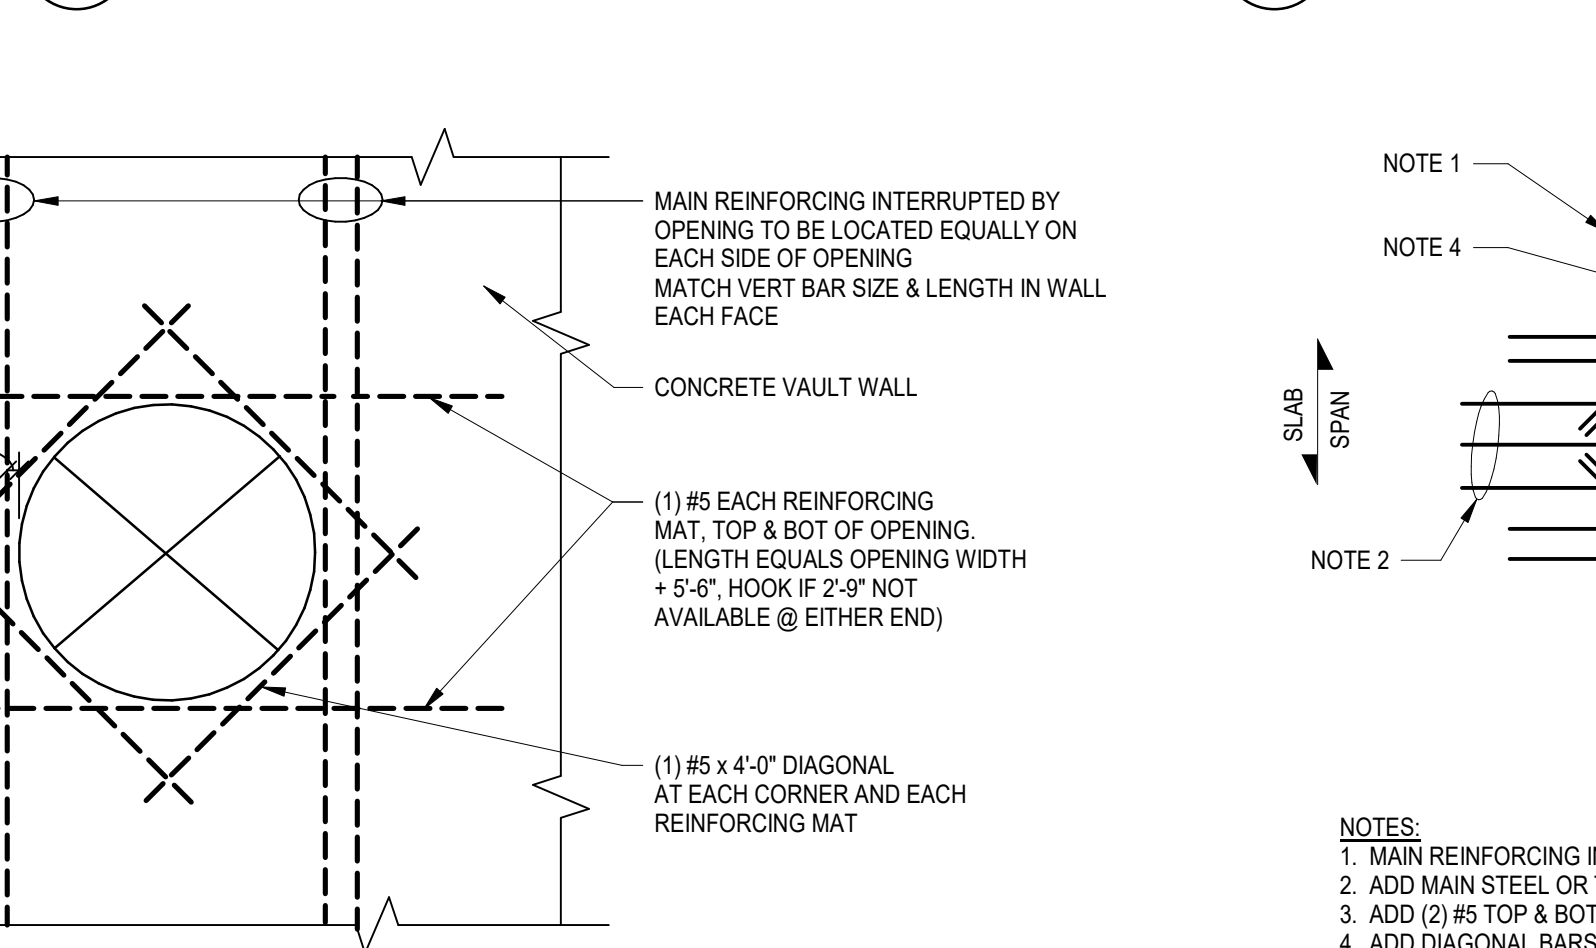 MAIN REINFORCING INTERRUPTED BY
OPENING TO BE LOCATED EQUALLY ON
EACH SIDE OF OPENING
MATCH VERT BAR SIZE & LENGTH IN WALL
EACH FACE
CONCRETE VAULT WALL
(1) #5 EACH REINFORCING
MAT, TOP & BOT OF OPENING.
(LENGTH EQUALS OPENING WIDTH
+ 5'-6", HOOK IF 2'-9" NOT
AVAILABLE @ EITHER END)
(1) #5 x 4'-0" DIAGONAL
AT EACH CORNER AND EACH
REINFORCING MAT
NOTE 1
NOTE 4
SLAB
SPAN
NOTE 2
NOTES:
1. MAIN REINFORCING
2. ADD MAIN STEEL OR
3. ADD (2) #5 TOP & BOT
4. ADD DIAGONAL BARS